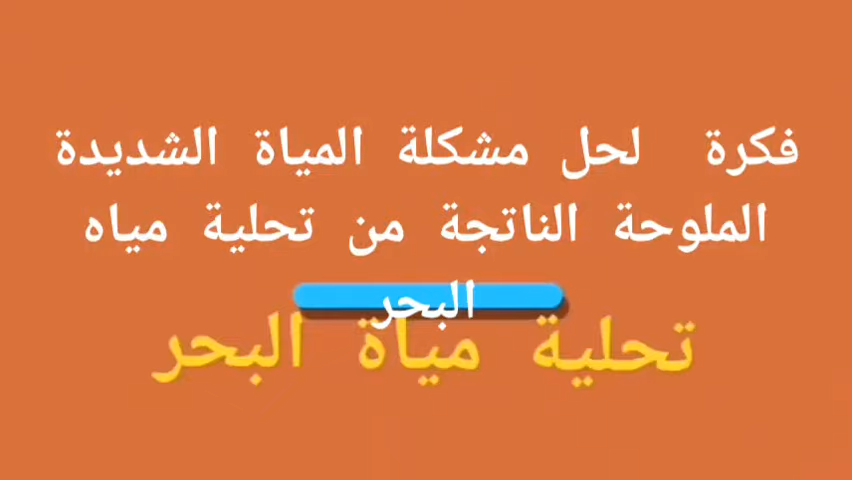 فكرة لحل مشكلة المياة الشديدة
الملوحة الناتجة من تحلية مياه
البحر
تحلية مياة البحر